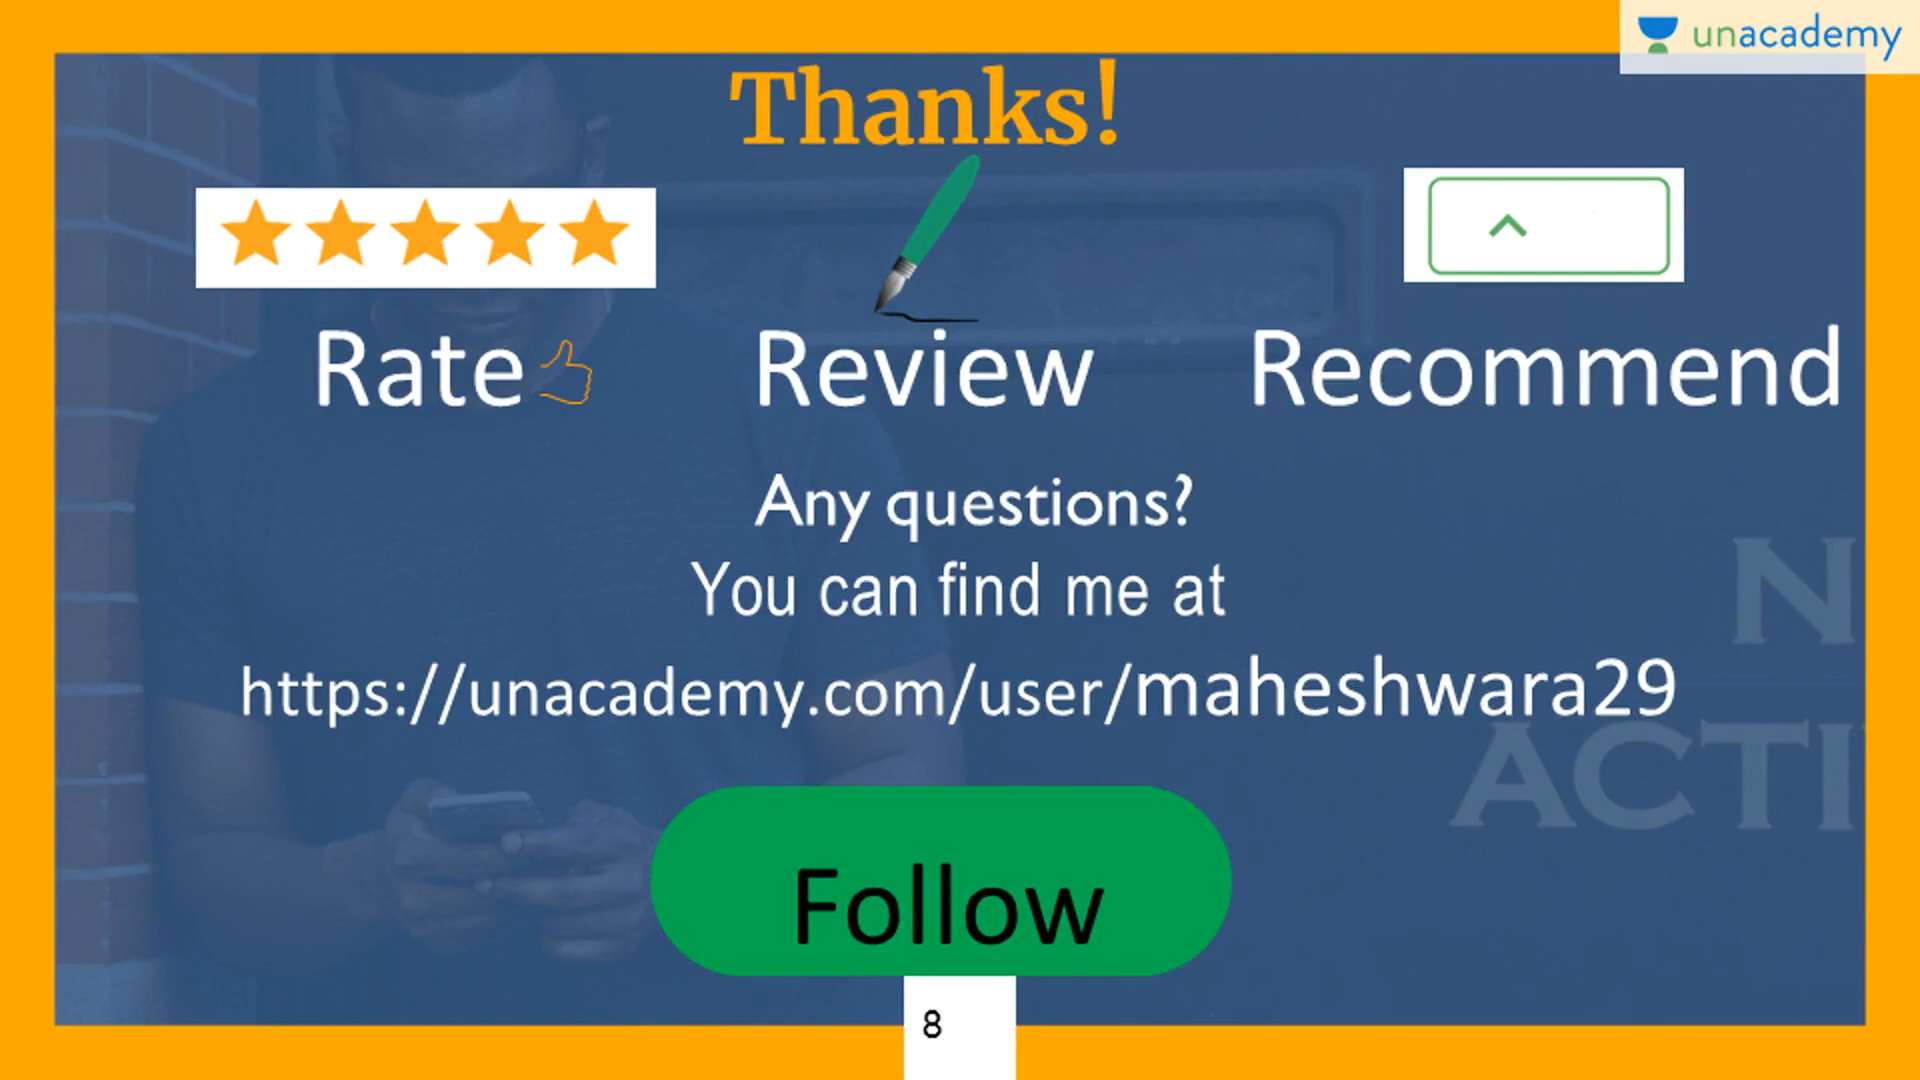 unacademy
Thanks!
Rate
Review
Recommend
Any questions?
You can find me at
https://unacademy.com/user/maheshwara29
N
ACTI
Follow
8